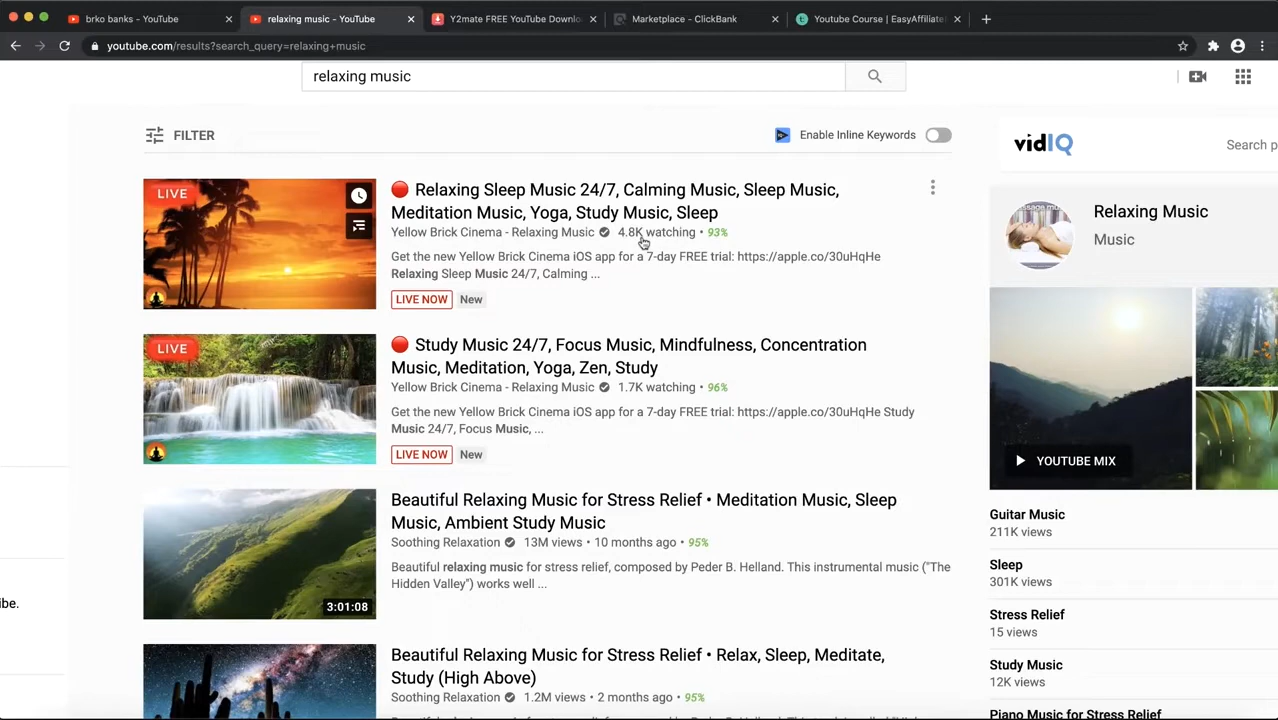 brko banks - YouTube
relaxing music - YouTube
Y2mate FREE YouTube Downlo
Marketplace - ClickBank
Youtube Course | EasyAffiliate
youtube.com/results?search_query=relaxing+music
relaxing music
FILTER
Enable Inline Keywords
vidIQ
Search p
LIVE
🔴 Relaxing Sleep Music 24/7, Calming Music, Sleep Music,
Meditation Music, Yoga, Study Music, Sleep
Yellow Brick Cinema - Relaxing Music 4.8K watching • 93%
Get the new Yellow Brick Cinema iOS app for a 7-day FREE trial: https://apple.co/30uHqHe
Relaxing Sleep Music 24/7, Calming ...
LIVE NOW New
Relaxing Music
Music
LIVE
🔴 Study Music 24/7, Focus Music, Mindfulness, Concentration
Music, Meditation, Yoga, Zen, Study
Yellow Brick Cinema - Relaxing Music 1.7K watching • 96%
Get the new Yellow Brick Cinema iOS app for a 7-day FREE trial: https://apple.co/30uHqHe Study
Music 24/7, Focus Music, ...
LIVE NOW New
YOUTUBE MIX
Beautiful Relaxing Music for Stress Relief • Meditation Music, Sleep
Music, Ambient Study Music
Soothing Relaxation 13M views • 10 months ago • 95%
Beautiful relaxing music for stress relief, composed by Peder B. Helland. This instrumental music ("The
Hidden Valley") works well ...
3:01:08
ibe.
Guitar Music
211K views
Sleep
301K views
Stress Relief
15 views
Study Music
12K views
Piano Music for Stress Relief
Beautiful Relaxing Music for Stress Relief • Relax, Sleep, Meditate,
Study (High Above)
Soothing Relaxation 1.2M views • 2 months ago • 95%